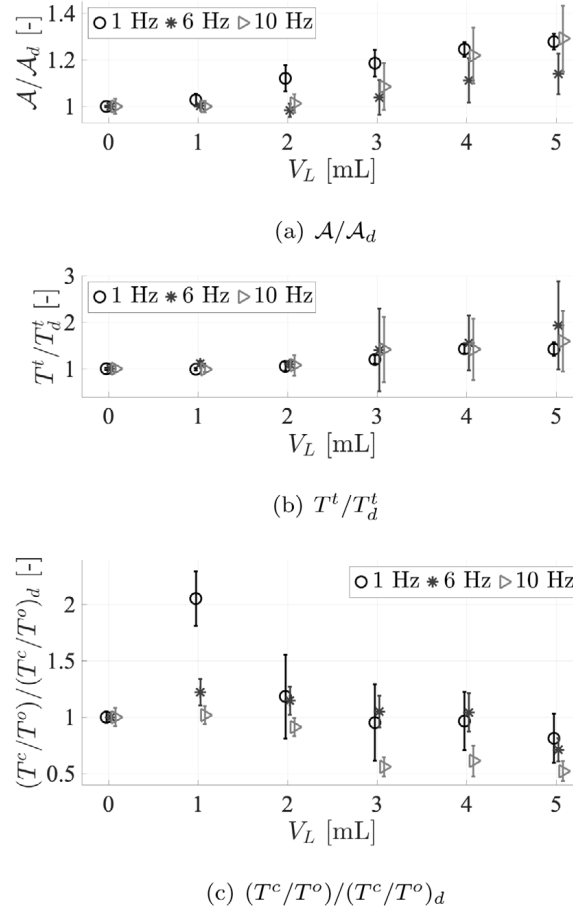 1.4
1.2
1
A/A_d [-]
1 Hz 6 Hz 10 Hz
0 1 2 3 4 5
V_L [mL]
(a) A/A_d
3
2
1
T^t/T^t_d [-]
1 Hz 6 Hz 10 Hz
0 1 2 3 4 5
V_L [mL]
(b) T^t/T^t_d
2
1.5
1
0.5
(T^c/T^o)/(T^c/T^o)_d [-]
1 Hz 6 Hz 10 Hz
0 1 2 3 4 5
V_L [mL]
(c) (T^c/T^o)/(T^c/T^o)_d